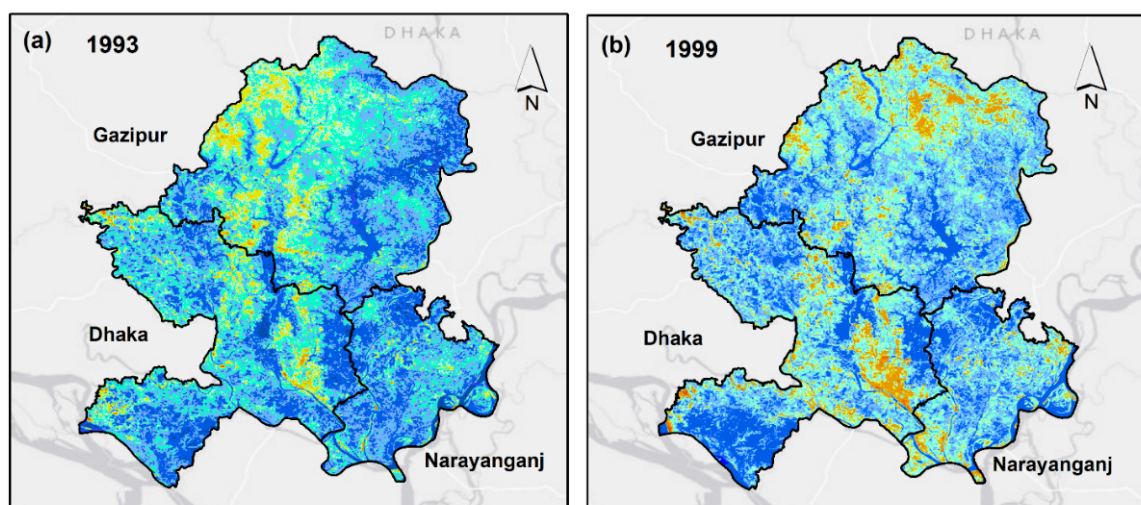 (a) 1993
DHAKA
N
Gazipur
Dhaka
Narayanganj
(b) 1999
DHAKA
N
Gazipur
Dhaka
Narayanganj